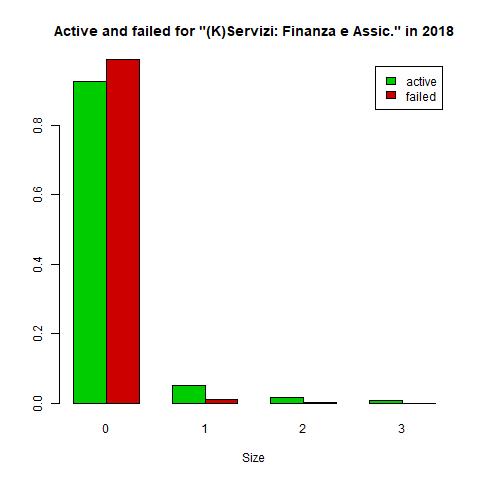 Active and failed for "(K)Servizi: Finanza e Assic." in 2018
active
failed
0.8
0.6
0.4
0.2
0.0
0 1 2 3
Size